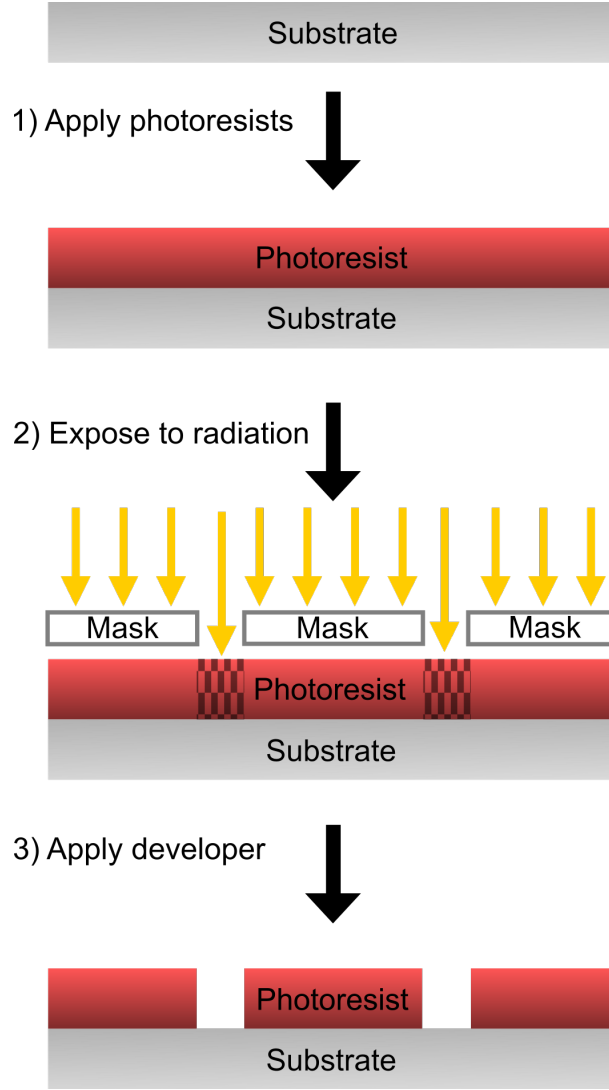 Substrate
1) Apply photoresists
Photoresist
Substrate
2) Expose to radiation
Mask Mask Mask
Photoresist
Substrate
3) Apply developer
Photoresist
Substrate